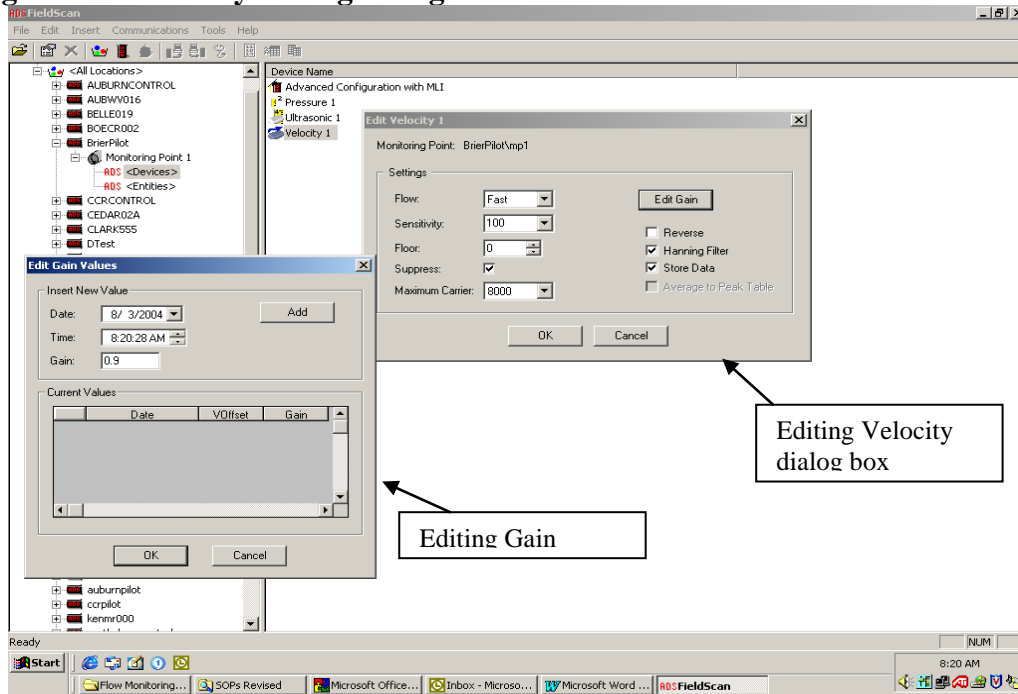 FieldScan
File Edit Insert Communications Tools Help
<All Locations>
AUBURNCONTROL
AUBWV016
BELLE019
BOECR002
BrierPilot
Monitoring Point 1
ADS <Devices>
ADS <Entities>
CCRCONTROL
CEDAR02A
CLARK555
DTest
auburnpilot
ccrpilot
kenmr000
Device Name
Advanced Configuration with MLI
Pressure 1
Ultrasonic 1
Velocity 1
Edit Velocity 1
Monitoring Point: BrierPilot\mp1
Settings
Flow: Fast
Sensitivity: 100
Floor: 0
Suppress:
Maximum Carrier: 8000
Edit Gain
Reverse
Hanning Filter
Store Data
Average to Peak Table
OK Cancel
Edit Gain Values
Insert New Value
Date: 8/ 3/2004
Add
Time: 8:20:28 AM
Gain: 0.9
Current Values
Date VOffset Gain
OK Cancel
Editing Velocity
dialog box
Editing Gain
Ready
NUM
Start
8:20 AM
Flow Monitoring... SOPs Revised Microsoft Office... Inbox - Microso... Microsoft Word ... ADS FieldScan